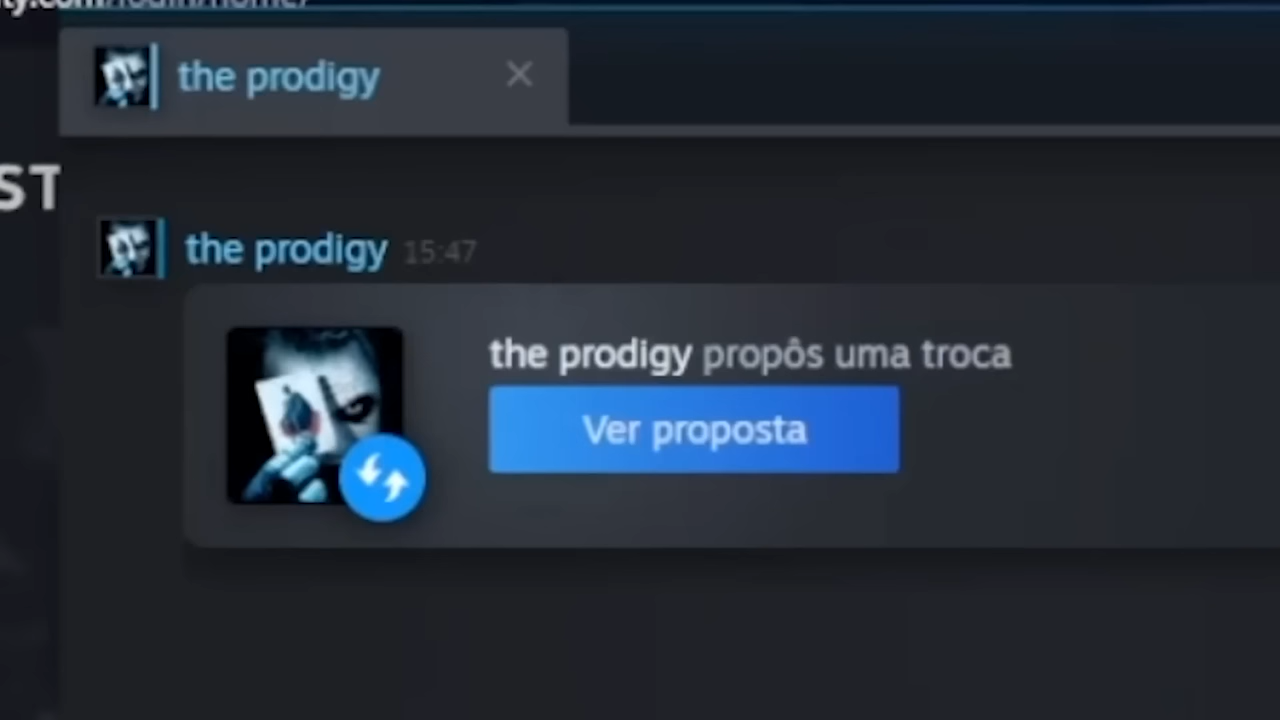 the prodigy
ST
the prodigy 15:47
the prodigy propôs uma troca
Ver proposta